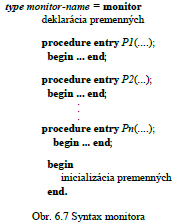 type monitor-name = monitor
deklarácia premenných
procedure entry P1(....);
begin ... end;
procedure entry P2(...);
begin ... end;
.
.
.
procedure entry Pn(....);
begin ... end;
begin
inicializácia premenných
end.
Obr. 6.7 Syntax monitora